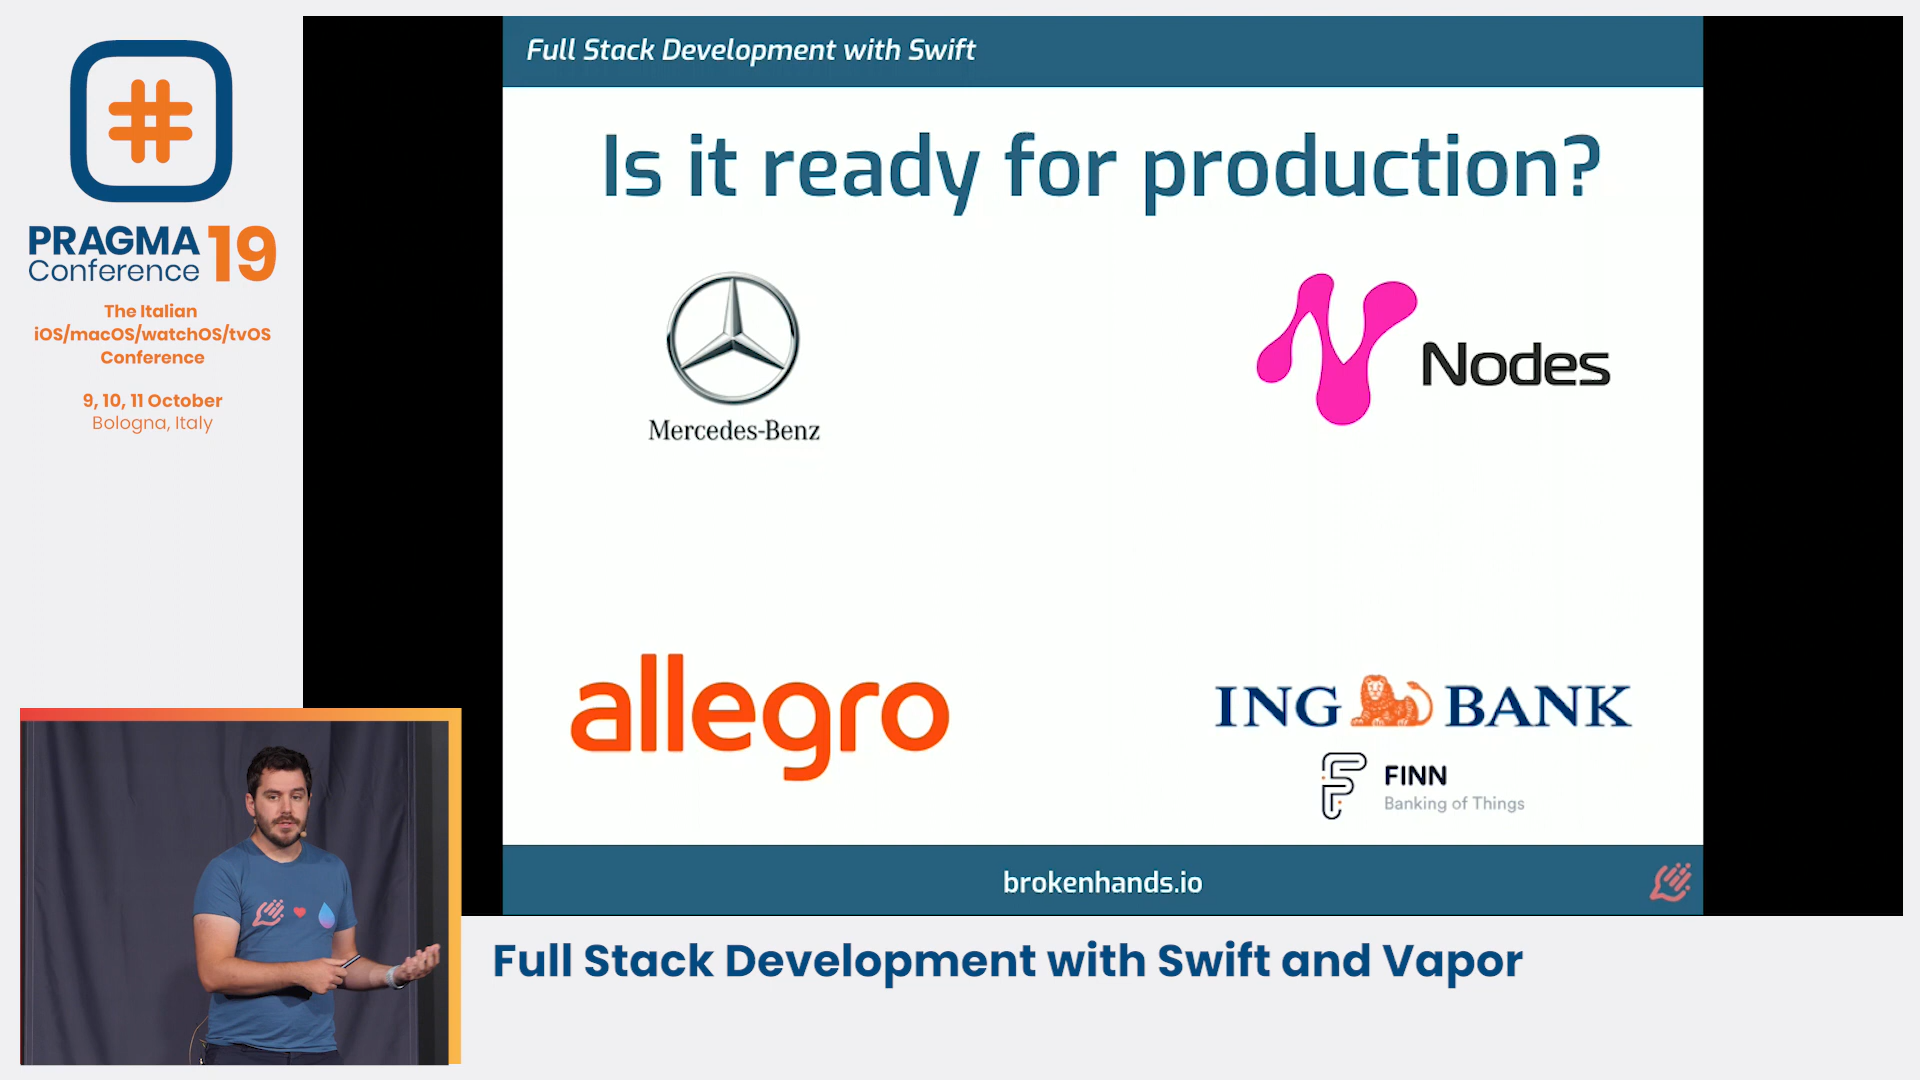 PRAGMA
Conference 19
The Italian
iOS/macOS/watchOS/tvOS
Conference
9, 10, 11 October
Bologna, Italy
Full Stack Development with Swift
Is it ready for production?
Mercedes-Benz
Nodes
allegro
ING BANK
FINN
Banking of Things
brokenhands.io
Full Stack Development with Swift and Vapor